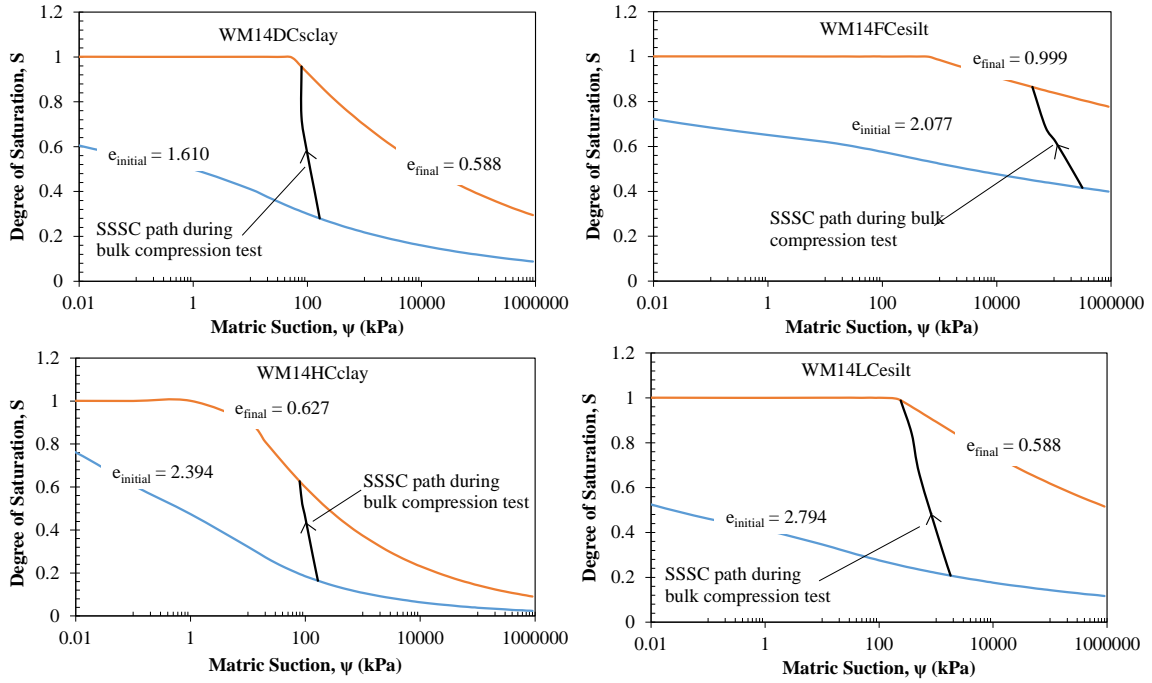 WM14DCsclay
Degree of Saturation, S
1.2
1
0.8
0.6
0.4
0.2
0
e_initial = 1.610
e_final = 0.588
SSSC path during
bulk compression test
0.01
1
100
10000
1000000
Matric Suction, ψ (kPa)
WM14FCesilt
Degree of Saturation, S
1.2
1
0.8
0.6
0.4
0.2
0
e_final = 0.999
e_initial = 2.077
SSSC path during bulk
compression test
0.01
1
100
10000
1000000
Matric Suction, ψ (kPa)
WM14HCclay
Degree of Saturation, S
1.2
1
0.8
0.6
0.4
0.2
0
e_final = 0.627
e_initial = 2.394
SSSC path during
bulk compression test
0.01
1
100
10000
1000000
Matric Suction, ψ (kPa)
WM14LCesilt
Degree of Saturation, S
1.2
1
0.8
0.6
0.4
0.2
0
e_final = 0.588
e_initial = 2.794
SSSC path during
bulk compression test
0.01
1
100
10000
1000000
Matric Suction, ψ (kPa)